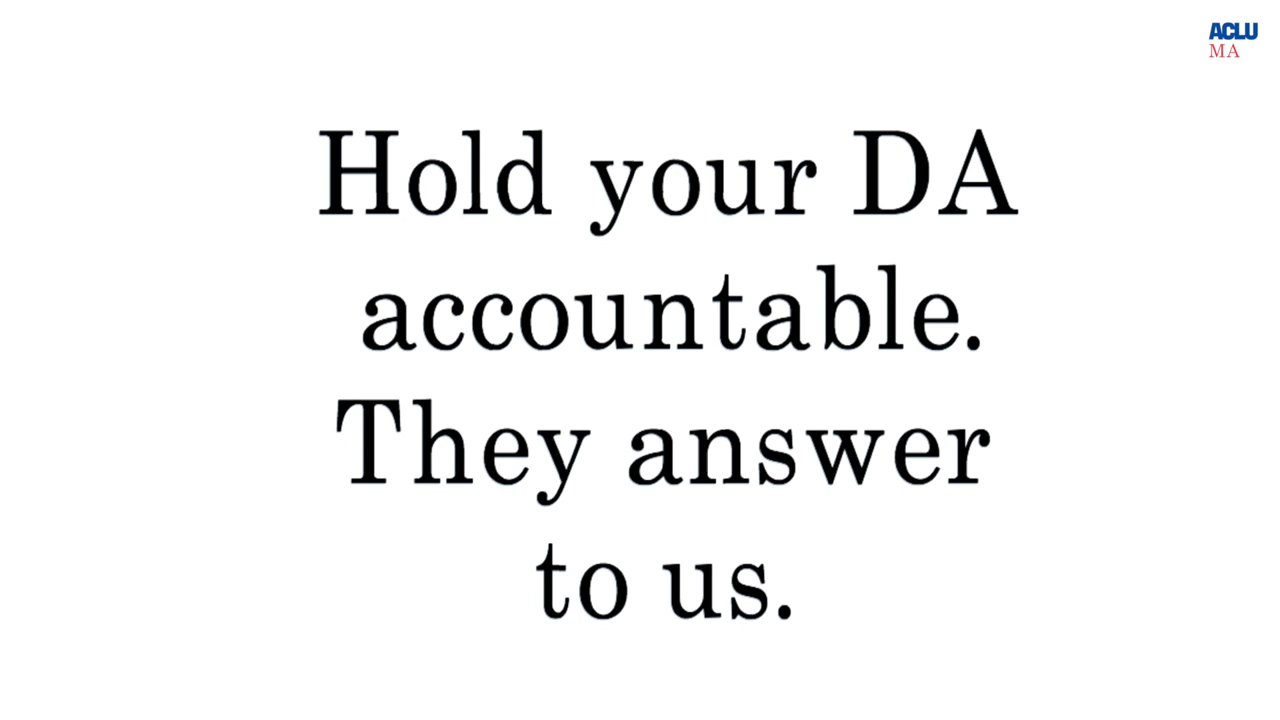 ACLU
MA
Hold your DA
accountable.
They answer
to us.